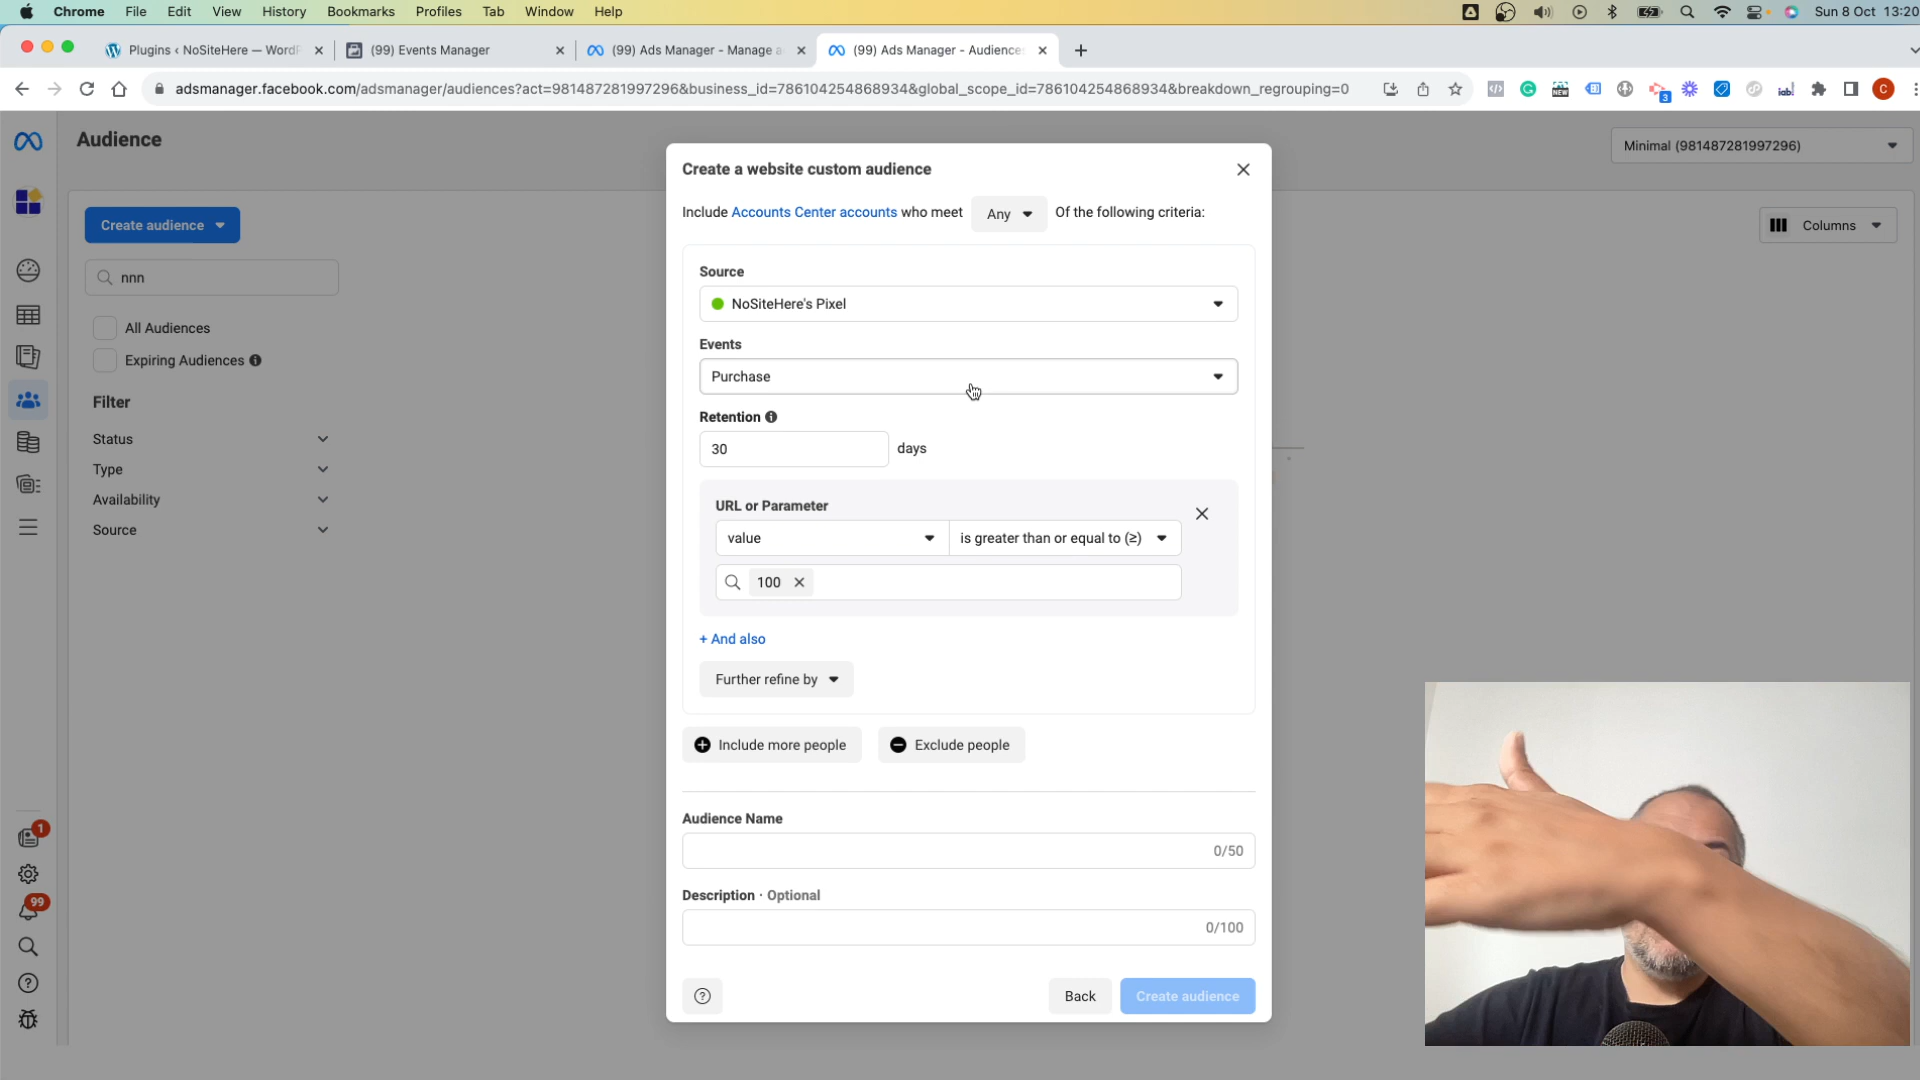 Chrome File Edit View History Bookmarks Profiles Tab Window Help Sun 8 Oct 13:20
Plugins ‹ NoSiteHere — WordP (99) Events Manager (99) Ads Manager - Manage a (99) Ads Manager - Audiences
adsmanager.facebook.com/adsmanager/audiences?act=981487281997296&business_id=786104254868934&global_scope_id=786104254868934&breakdown_regrouping=0
NEW
3
iab!
C
Audience
Minimal (981487281997296)
Create audience
Columns
nnn
All Audiences
Expiring Audiences
Filter
Status
Type
Availability
Source
1
99
Create a website custom audience
Include Accounts Center accounts who meet Any Of the following criteria:
Source
NoSiteHere's Pixel
Events
Purchase
Retention
30 days
URL or Parameter
value is greater than or equal to (≥)
100
+ And also
Further refine by
Include more people Exclude people
Audience Name
0/50
Description · Optional
0/100
Back Create audience